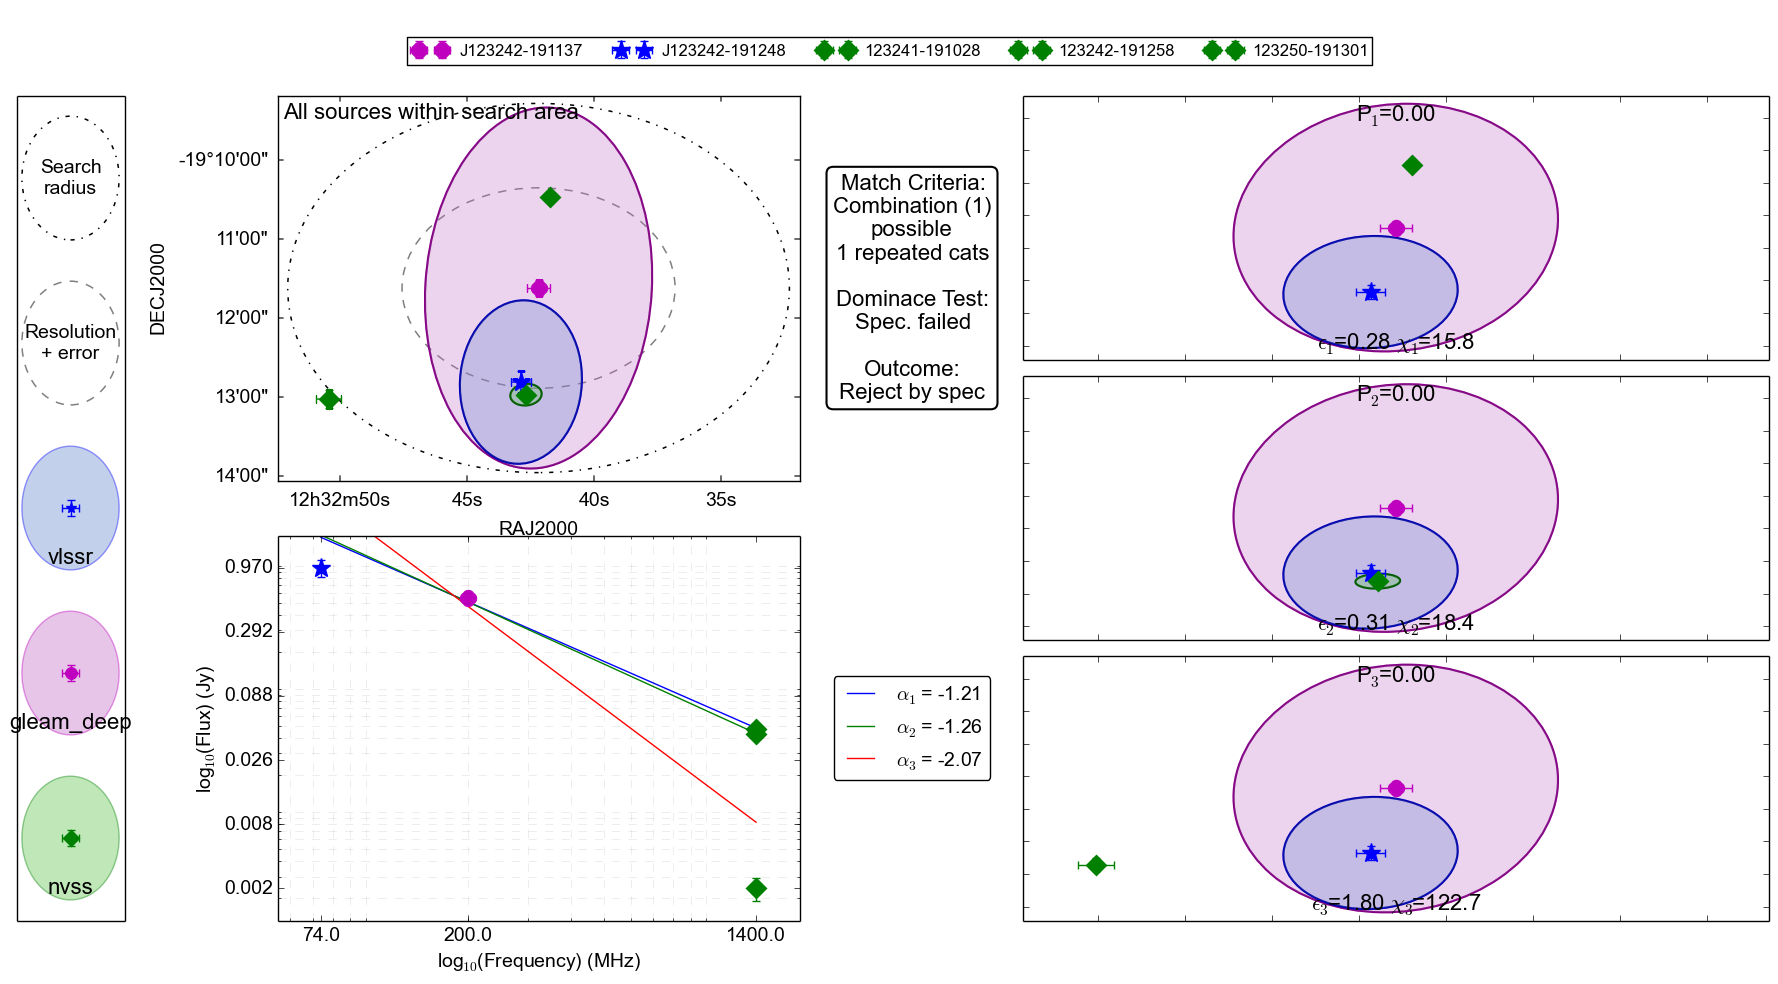 J123242-191137 J123242-191248 123241-191028 123242-191258 123250-191301
Search
radius
Resolution
+ error
vlssr
gleam_deep
nvss
All sources within search area
DECJ2000
-19°10'00"
11'00"
12'00"
13'00"
14'00"
12h32m50s 45s 40s 35s
RAJ2000
Match Criteria:
Combination (1)
possible
1 repeated cats
Dominace Test:
Spec. failed
Outcome:
Reject by spec
log10(Flux) (Jy)
0.970
0.292
0.088
0.026
0.008
0.002
74.0 200.0 1400.0
log10(Frequency) (MHz)
α1 = -1.21
α2 = -1.26
α3 = -2.07
P1=0.00
ϵ1=0.28 χ1=15.8
P2=0.00
ϵ2=0.31 χ2=18.4
P3=0.00
ϵ3=1.80 χ3=122.7